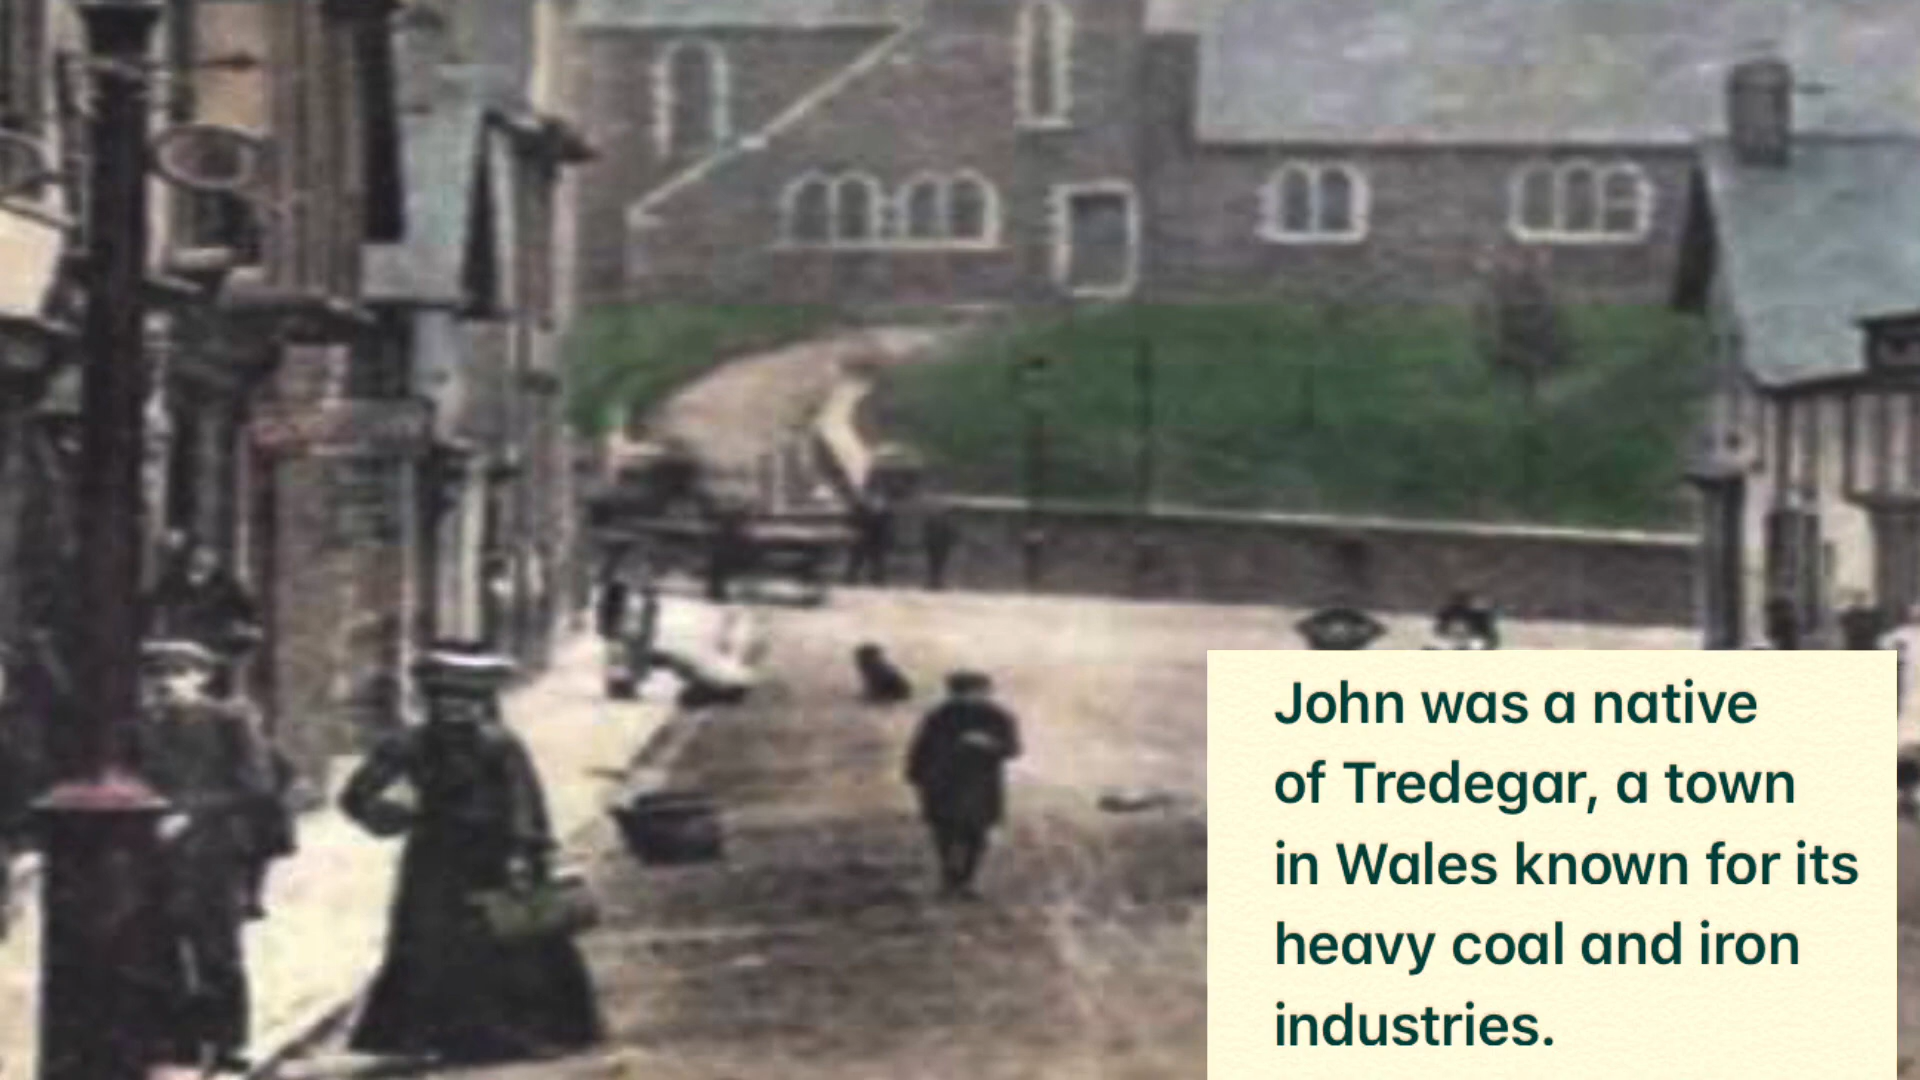 John was a native
of Tredegar, a town
in Wales known for its
heavy coal and iron
industries.